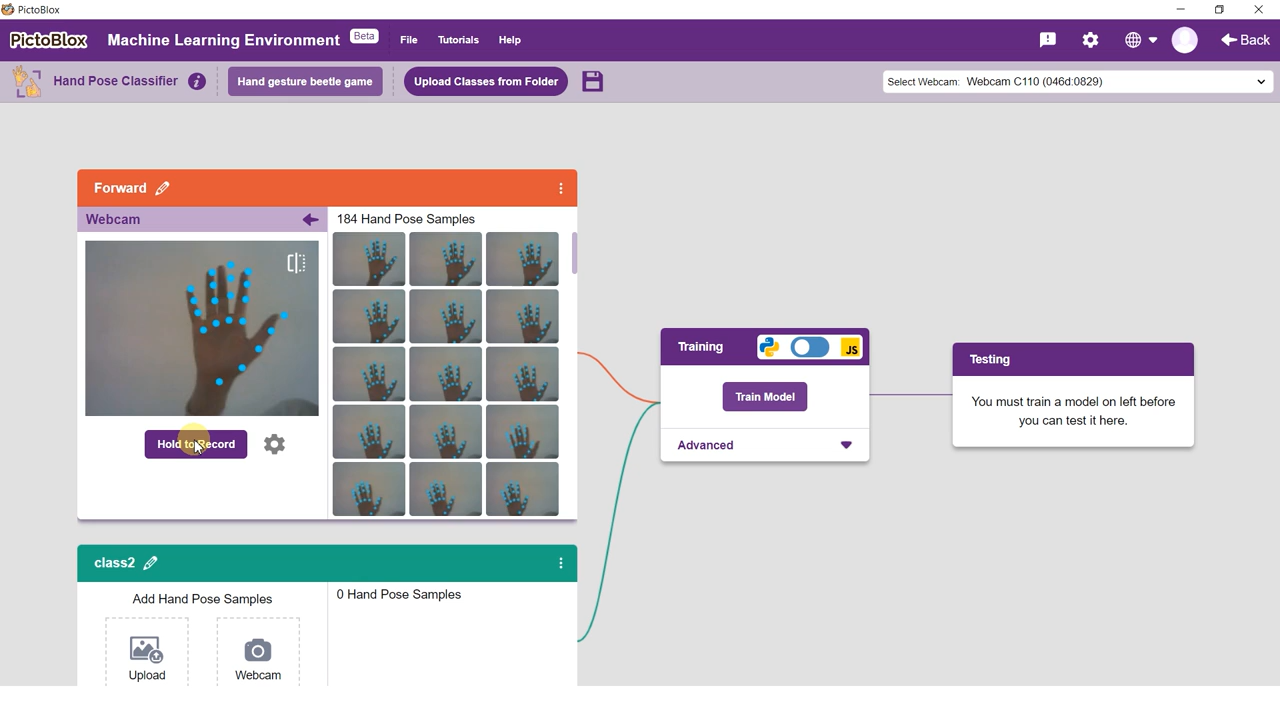 PictoBlox
PictoBlox Machine Learning Environment Beta File Tutorials Help Back
Hand Pose Classifier i Hand gesture beetle game Upload Classes from Folder Select Webcam: Webcam C110 (046d:0829)
Forward
Webcam 184 Hand Pose Samples
Hold to Record
Training JS
Train Model
Advanced
Testing
You must train a model on left before
you can test it here.
class2
Add Hand Pose Samples 0 Hand Pose Samples
Upload Webcam